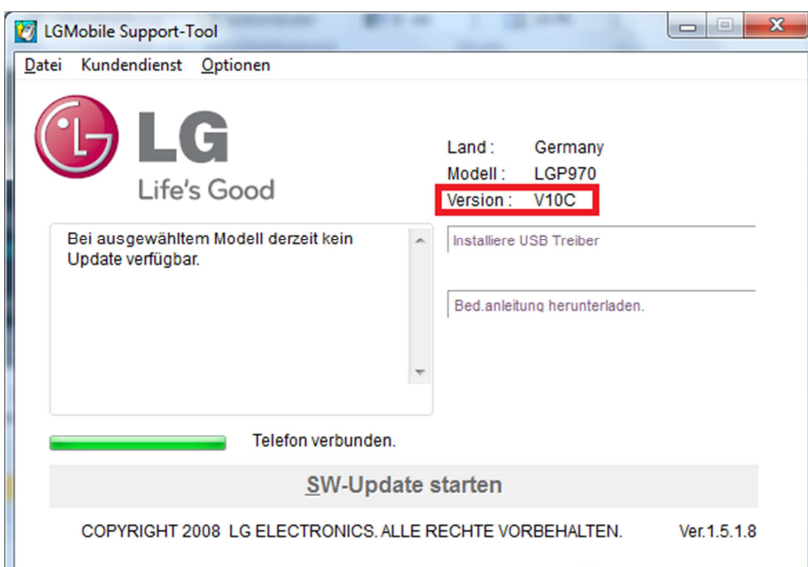 LGMobile Support-Tool
Datei Kundendienst Optionen
LG
Life's Good
Land : Germany
Modell : LGP970
Version : V10C
Bei ausgewähltem Modell derzeit kein
Update verfügbar.
Installiere USB Treiber
Bed.anleitung herunterladen.
Telefon verbunden.
SW-Update starten
COPYRIGHT 2008 LG ELECTRONICS. ALLE RECHTE VORBEHALTEN. Ver.1.5.1.8